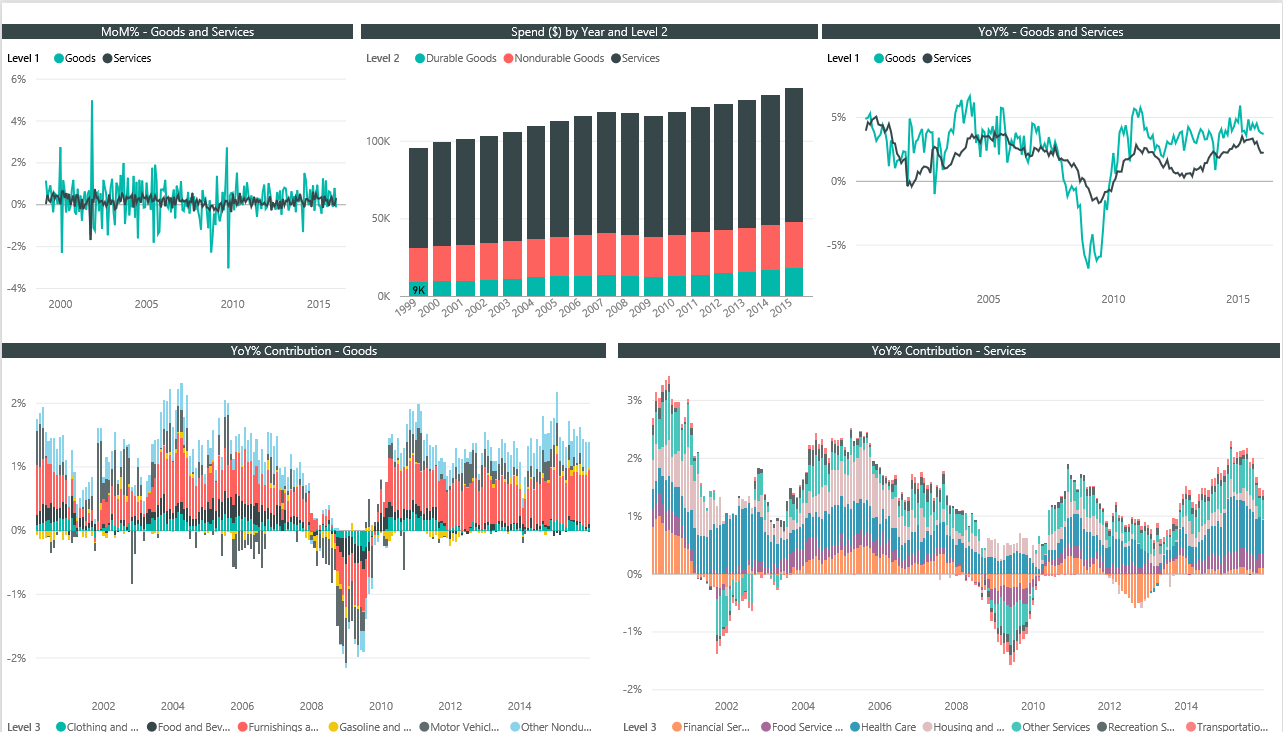 MoM% - Goods and Services
Level 1 Goods Services
6%
4%
2%
0%
-2%
-4%
2000 2005 2010 2015
Spend ($) by Year and Level 2
Level 2 Durable Goods Nondurable Goods Services
100K
50K
0K
9K
1999 2000 2001 2002 2003 2004 2005 2006 2007 2008 2009 2010 2011 2012 2013 2014 2015
YoY% - Goods and Services
Level 1 Goods Services
5%
0%
-5%
2005 2010 2015
YoY% Contribution - Goods
2%
1%
0%
-1%
-2%
2002 2004 2006 2008 2010 2012 2014
Level 3 Clothing and ... Food and Bev... Furnishings a... Gasoline and ... Motor Vehicl... Other Nondu...
YoY% Contribution - Services
3%
2%
1%
0%
-1%
-2%
2002 2004 2006 2008 2010 2012 2014
Level 3 Financial Ser... Food Service ... Health Care Housing and ... Other Services Recreation S... Transportatio...